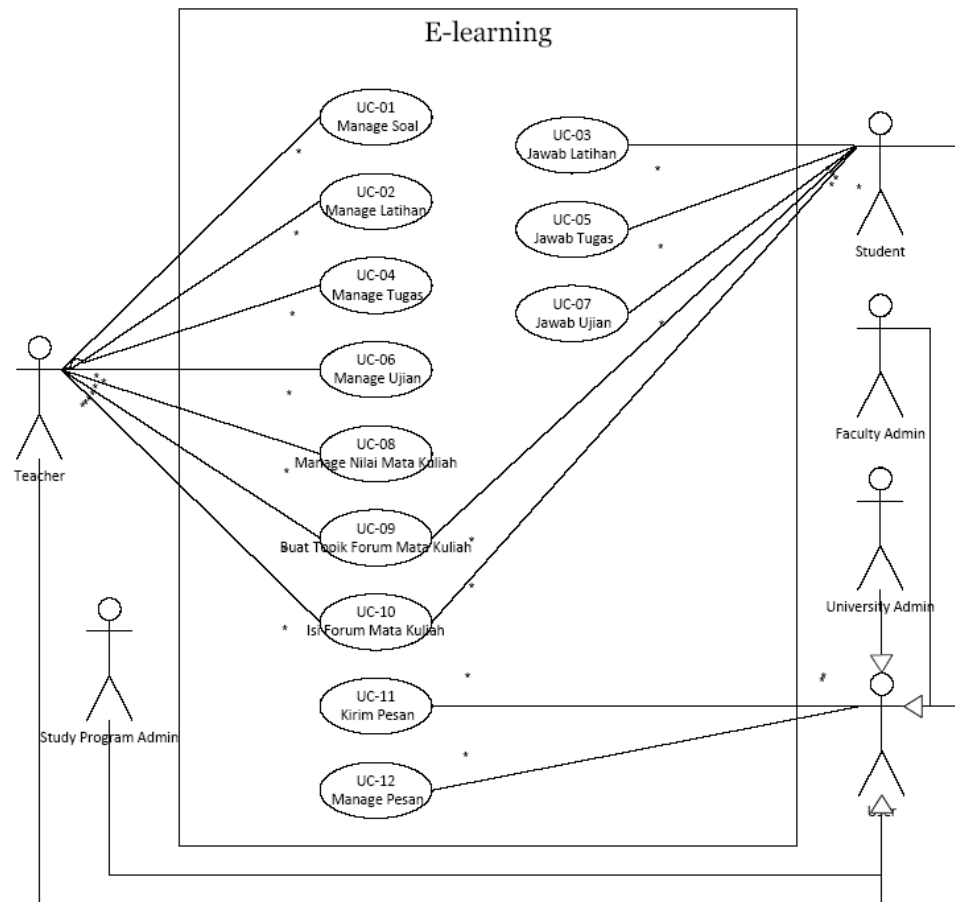 E-learning
UC-01
Manage Soal
UC-03
Jawab Latihan
*
*
UC-02
Manage Latihan
*
*
*
*
*
UC-05
Jawab Tugas
Student
*
*
UC-04
Manage Tugas
*
UC-07
Jawab Ujian
*
UC-06
Manage Ujian
*
*
*
*
*
*
*
Faculty Admin
UC-08
Manage Nilai Mata Kuliah
*
Teacher
UC-09
Buat Topik Forum Mata Kuliah
*
*
*
University Admin
UC-10
Isi Forum Mata Kuliah
*
*
*
*
UC-11
Kirim Pesan
Study Program Admin
*
UC-12
Manage Pesan
User